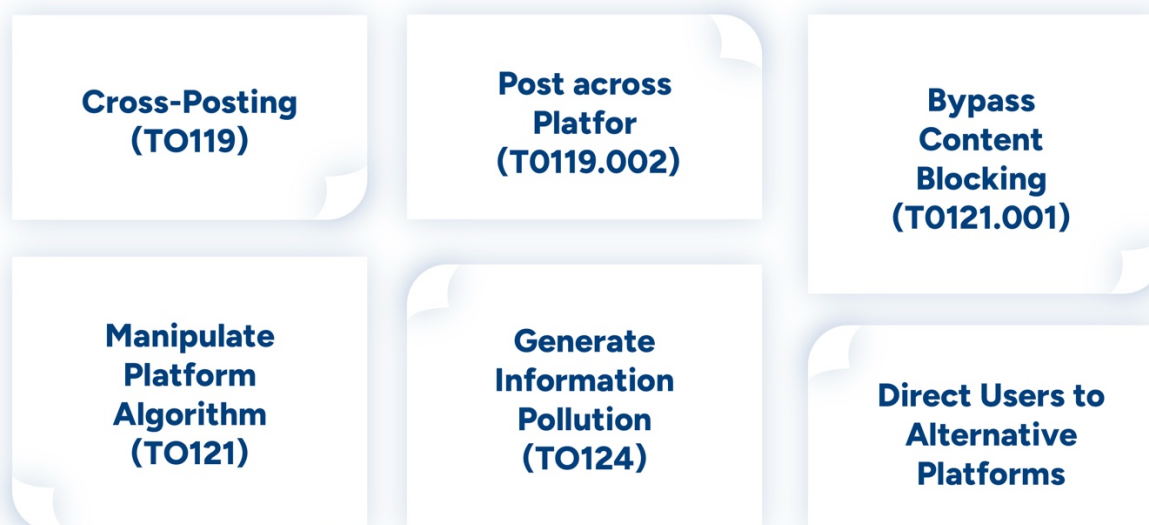 Cross-Posting
(TO119)
Post across
Platfor
(T0119.002)
Bypass
Content
Blocking
(T0121.001)
Manipulate
Platform
Algorithm
(TO121)
Generate
Information
Pollution
(TO124)
Direct Users to
Alternative
Platforms